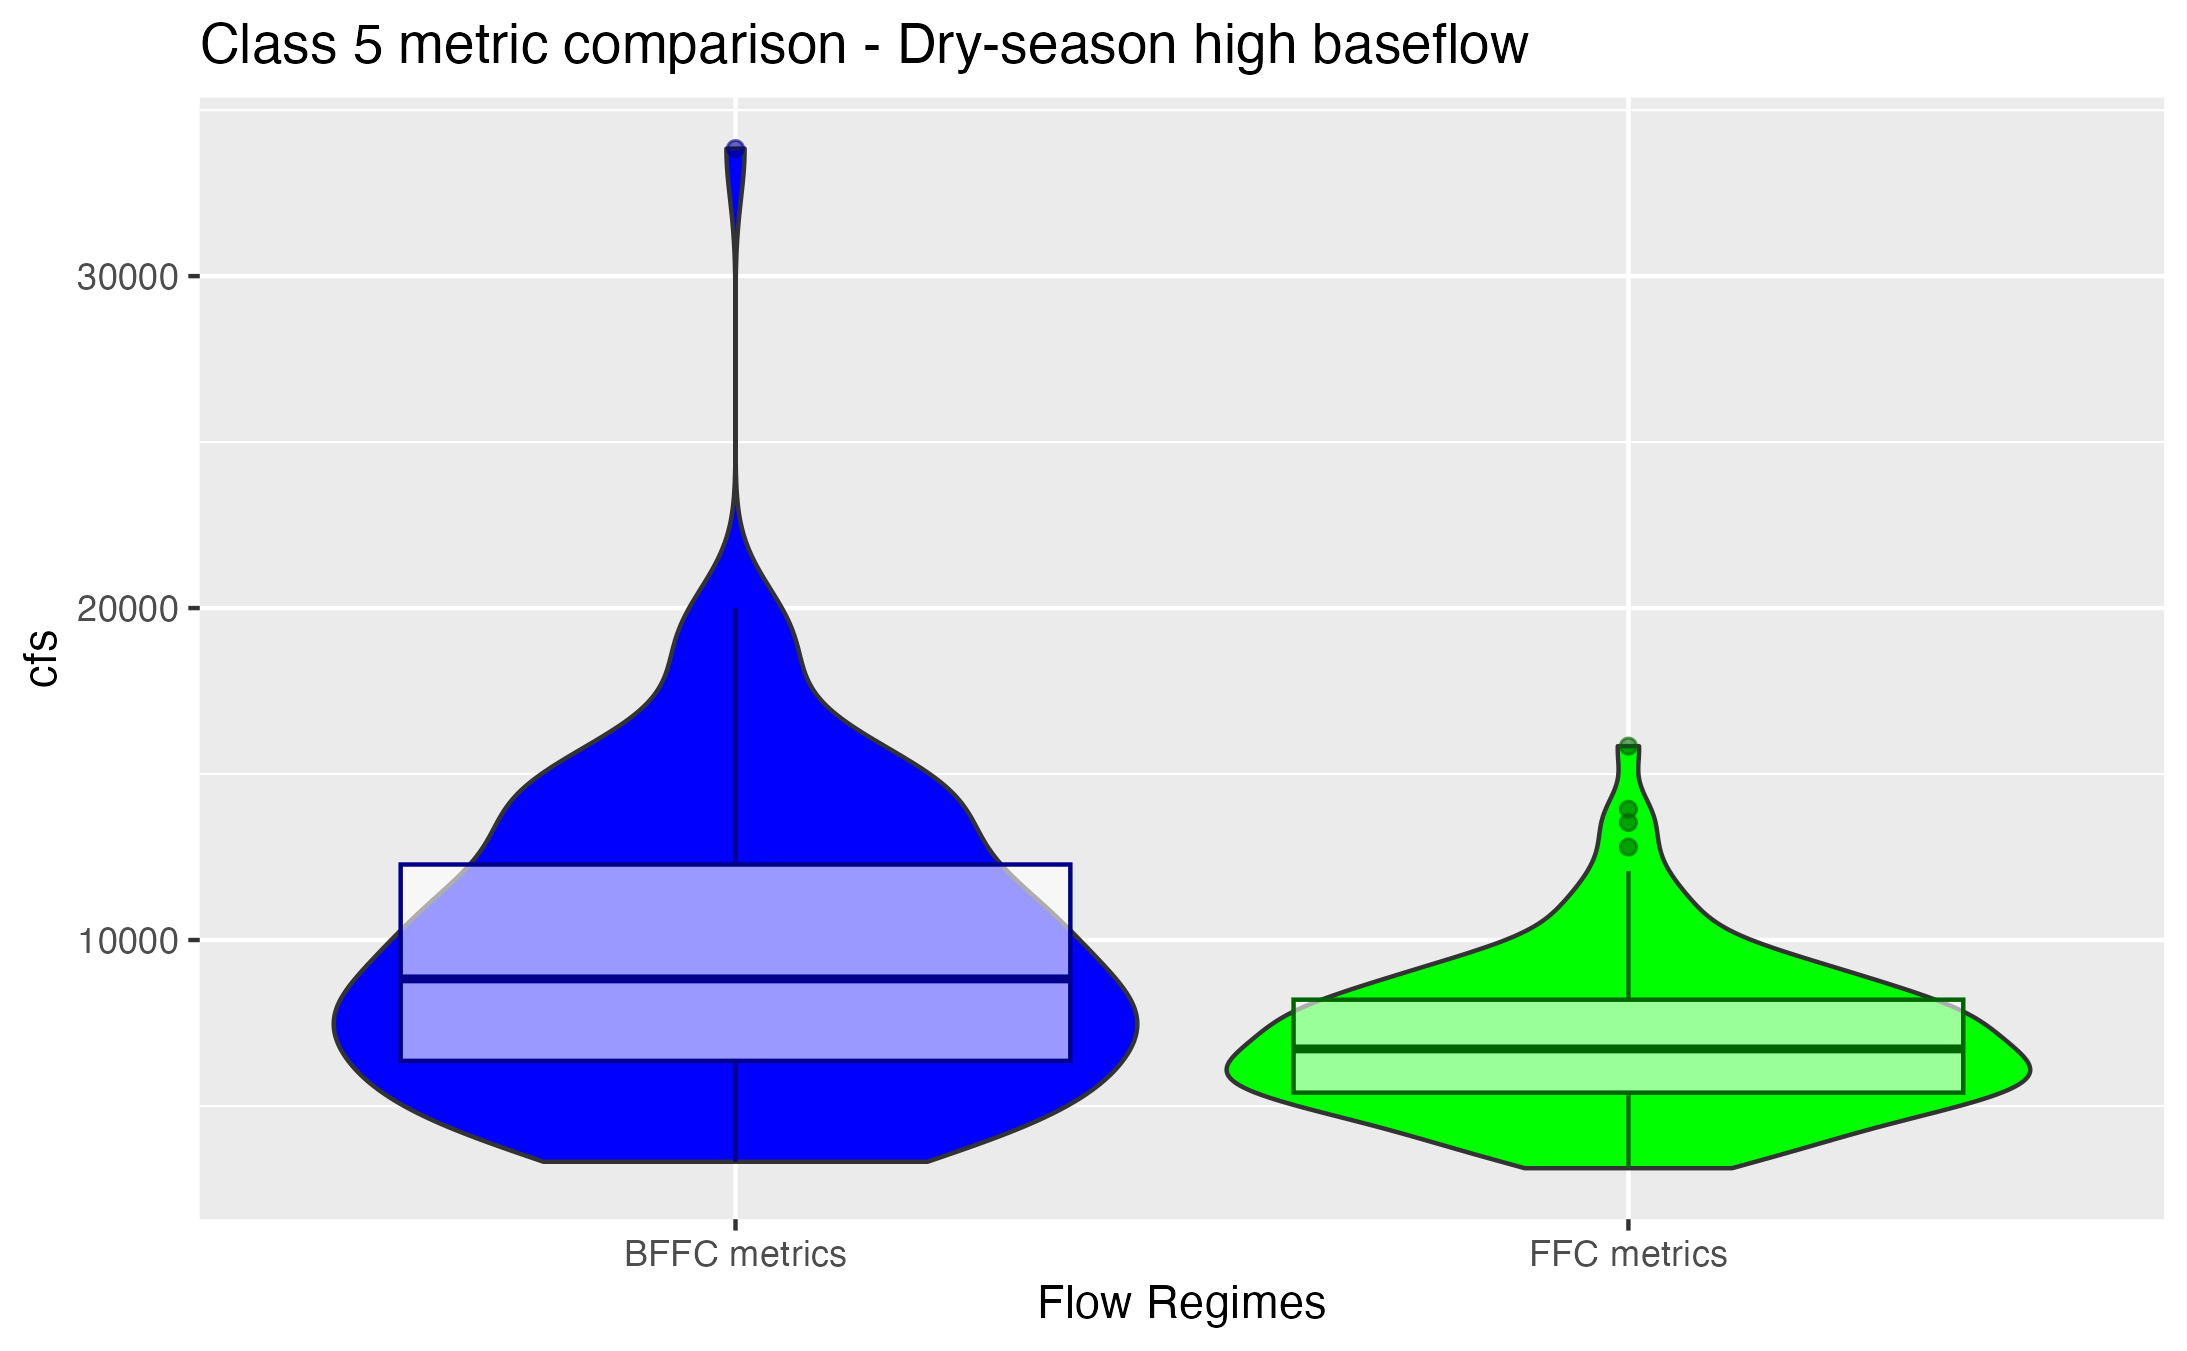 Class 5 metric comparison - Dry-season high baseflow
30000
20000
10000
cfs
BFFC metrics
FFC metrics
Flow Regimes